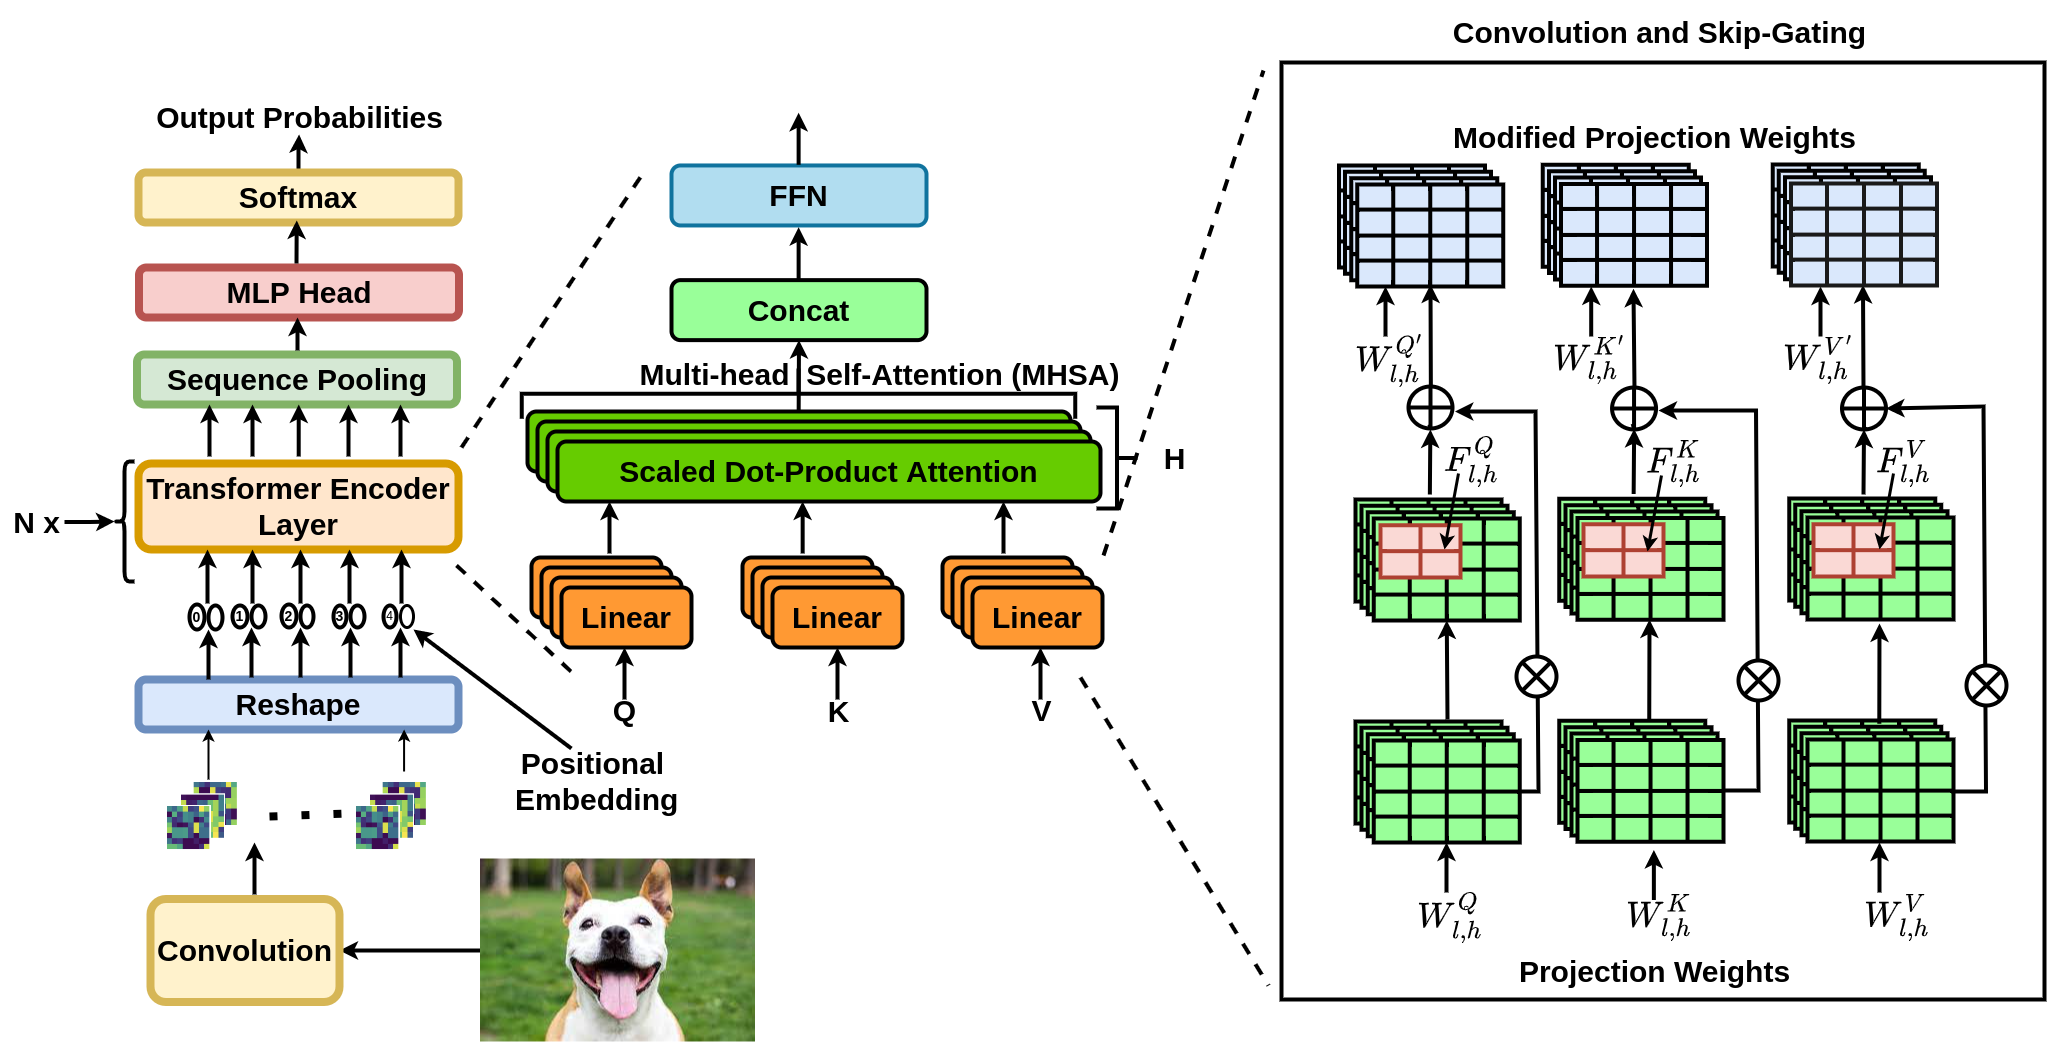 Output Probabilities
Softmax
MLP Head
Sequence Pooling
Transformer Encoder
Layer
N x
0 1 2 3 4
Reshape
Positional
Embedding
Convolution
FFN
Concat
Multi-head Self-Attention (MHSA)
Scaled Dot-Product Attention
H
Linear Linear Linear
Q K V
Convolution and Skip-Gating
Modified Projection Weights
W_{l,h}^{Q'} W_{l,h}^{K'} W_{l,h}^{V'}
F_{l,h}^{Q} F_{l,h}^{K} F_{l,h}^{V}
W_{l,h}^{Q} W_{l,h}^{K} W_{l,h}^{V}
Projection Weights